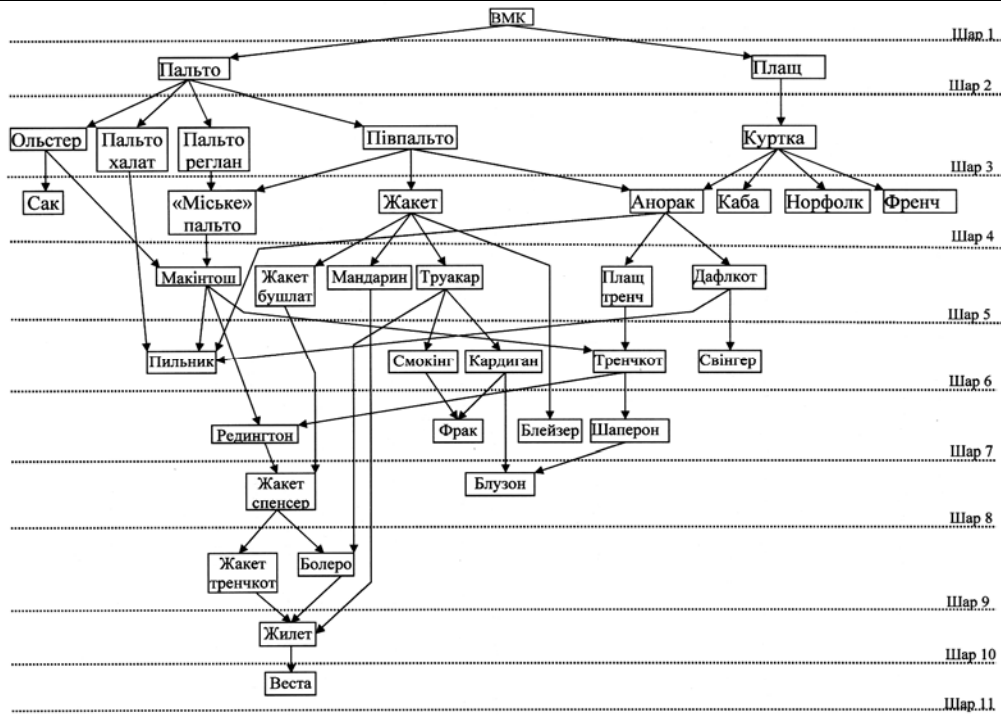 ВМК
Шар 1
Пальто
Плащ
Шар 2
Ольстер
Пальто
халат
Пальто
реглан
Півпальто
Куртка
Шар 3
Сак
«Міське»
пальто
Жакет
Анорак
Каба
Норфолк
Френч
Шар 4
Макінтош
Жакет
бушлат
Мандарин
Труакар
Плащ
тренч
Дафлкот
Шар 5
Пильник
Смокінг
Кардиган
Тренчкот
Свінгер
Шар 6
Редингтон
Фрак
Блейзер
Шаперон
Шар 7
Жакет
спенсер
Блузон
Шар 8
Жакет
тренчкот
Болеро
Шар 9
Жилет
Шар 10
Веста
Шар 11